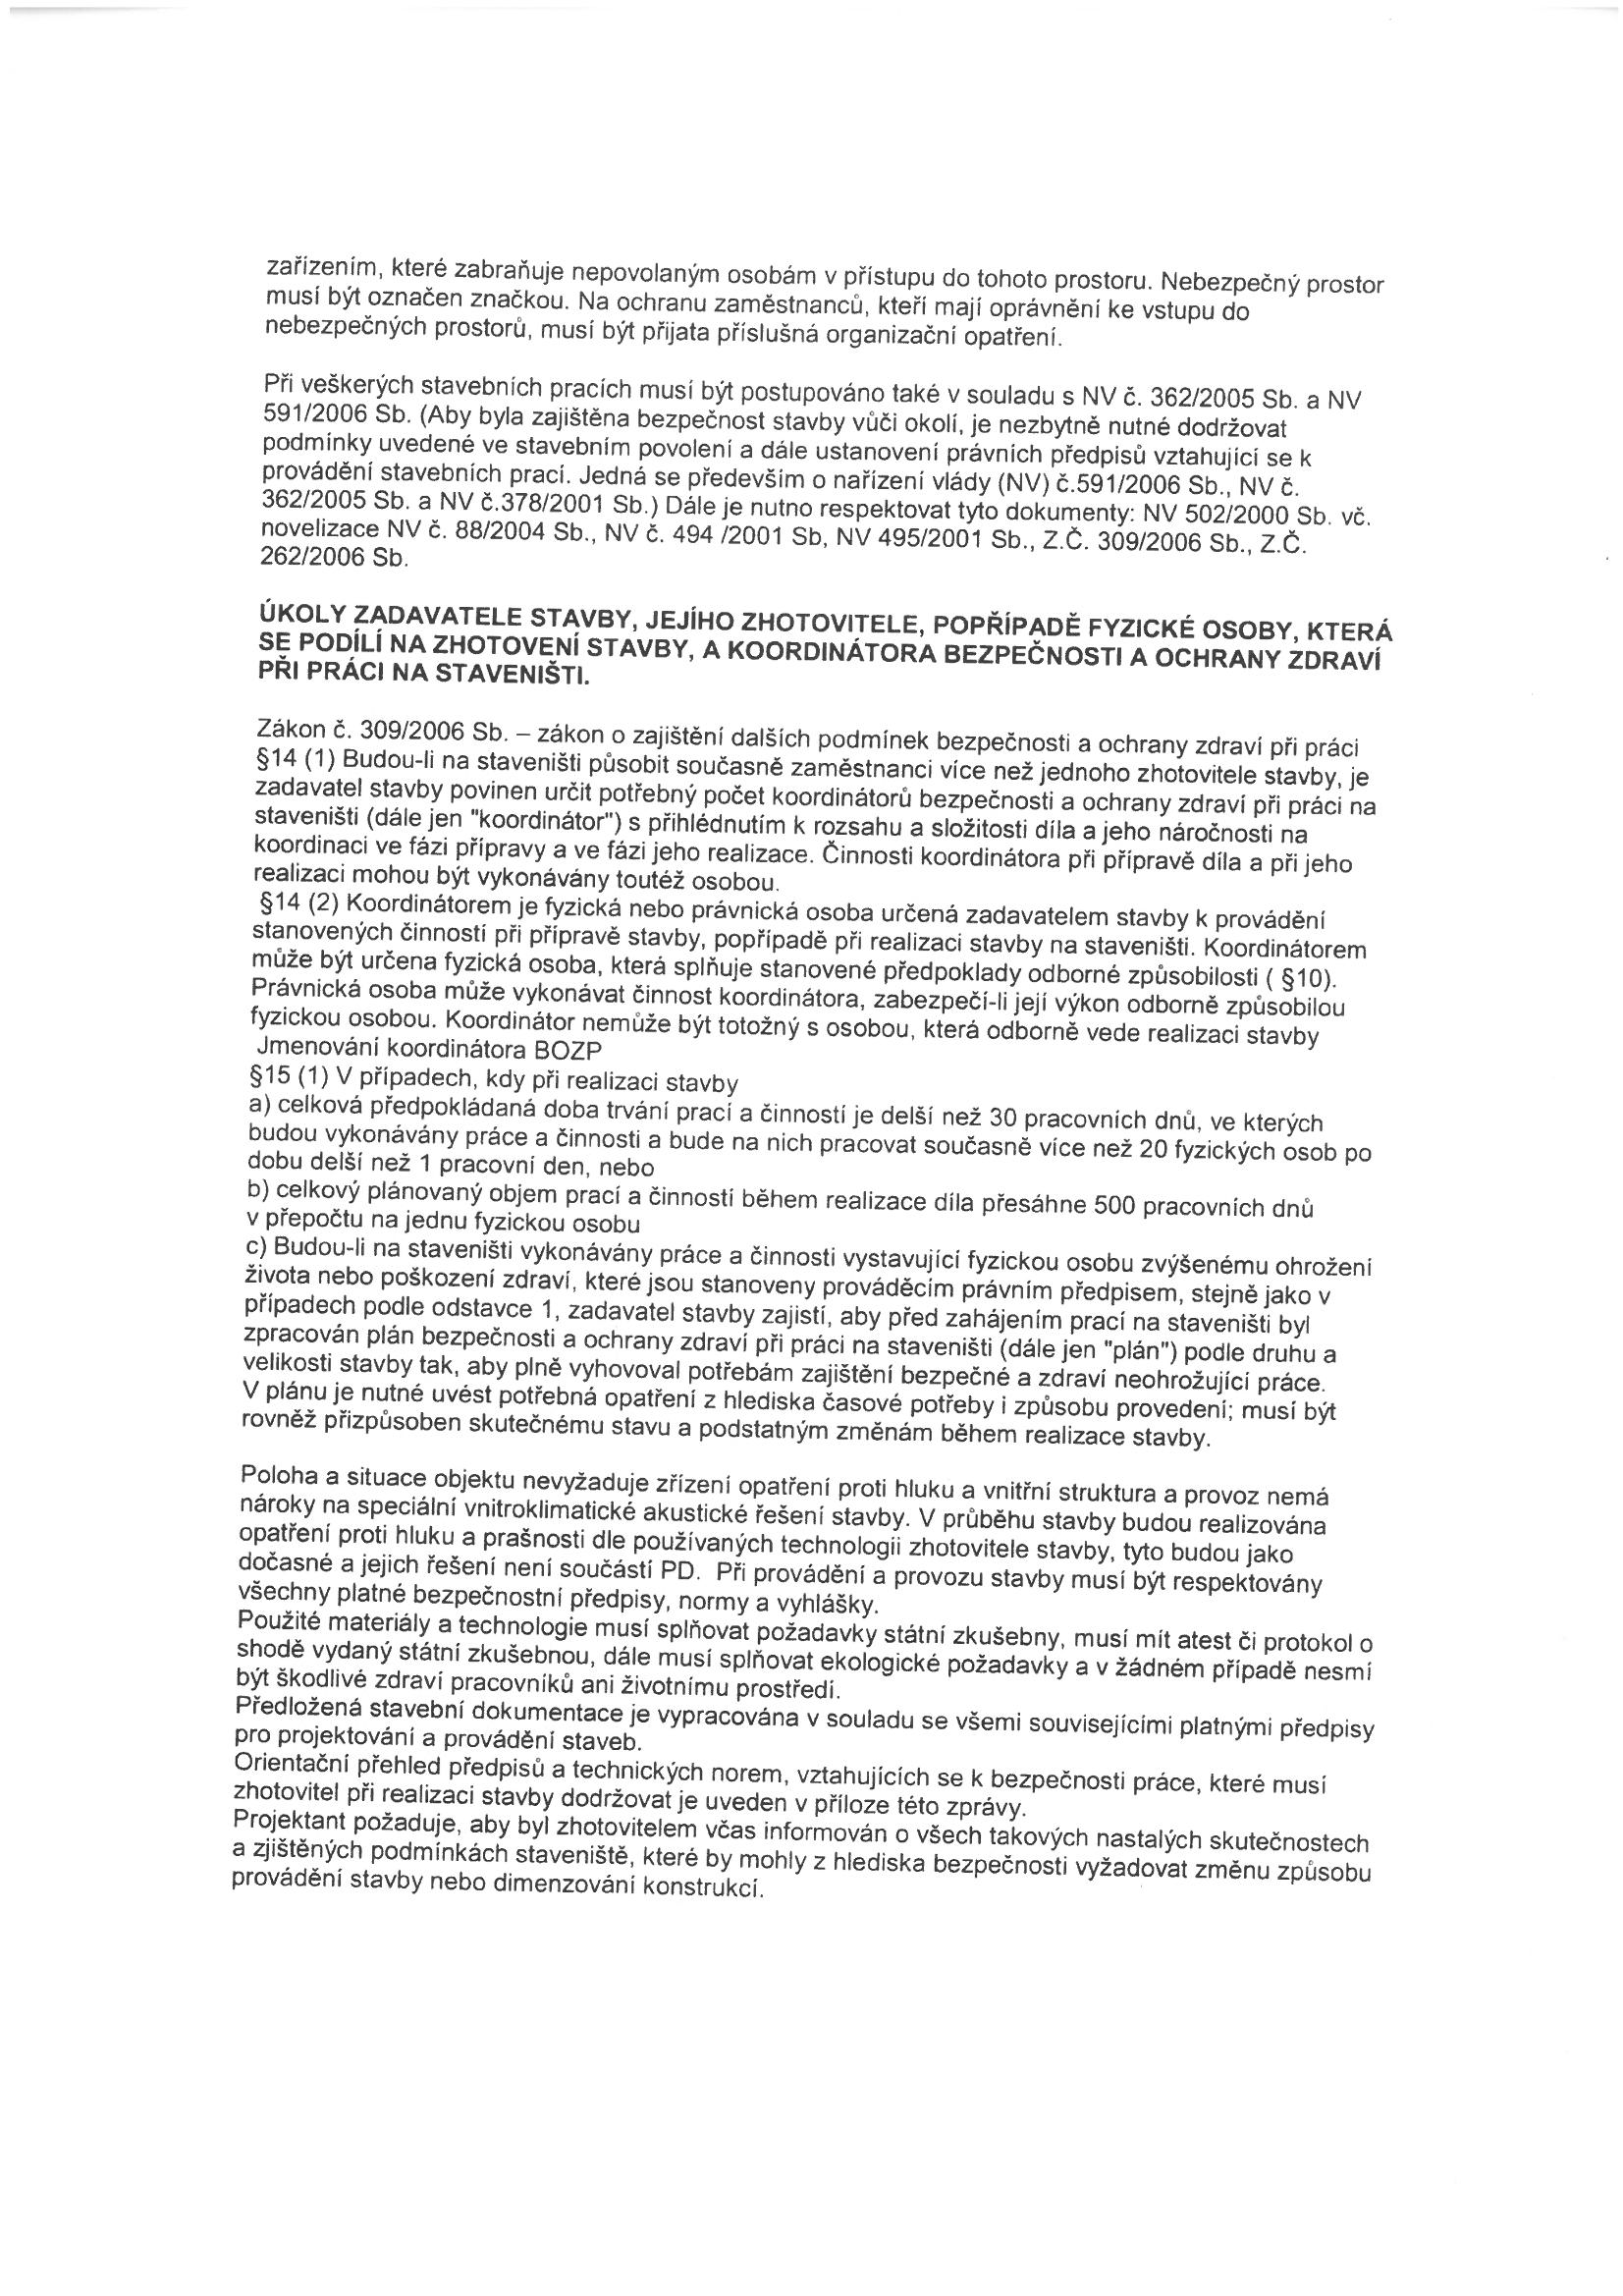 zařízením, které zabraňuje nepovolaným osobám v přístupu do tohoto prostoru. Nebezpečný prostor
musí být označen značkou. Na ochranu zaměstnanců, kteří mají oprávnění ke vstupu do
nebezpečných prostorů, musí být přijata příslušná organizační opatření.
Při veškerých stavebních pracích musí být postupováno také v souladu s NV č. 362/2005 Sb. a NV
591/2006 Sb. (Aby byla zajištěna bezpečnost stavby vůči okolí, je nezbytně nutné dodržovat
podmínky uvedené ve stavebním povolení a dále ustanovení právních předpisů vztahující se k
provádění stavebních prací. Jedná se především o nařízení vlády (NV) č.591/2006 Sb., NV č.
362/2005 Sb. a NV č.378/2001 Sb.) Dále je nutno respektovat tyto dokumenty: NV 502/2000 Sb. vč.
novelizace NV č. 88/2004 Sb., NV č. 494 /2001 Sb, NV 495/2001 Sb., Z.Č. 309/2006 Sb., Z.Č.
262/2006 Sb.
ÚKOLY ZADAVATELE STAVBY, JEJÍHO ZHOTOVITELE, POPŘÍPADĚ FYZICKÉ OSOBY, KTERÁ
SE PODÍLÍ NA ZHOTOVENÍ STAVBY, A KOORDINÁTORA BEZPEČNOSTI A OCHRANY ZDRAVÍ
PŘI PRÁCI NA STAVENIŠTI.
Zákon č. 309/2006 Sb. – zákon o zajištění dalších podmínek bezpečnosti a ochrany zdraví při práci
§14 (1) Budou-li na staveništi působit současně zaměstnanci více než jednoho zhotovitele stavby, je
zadavatel stavby povinen určit potřebný počet koordinátorů bezpečnosti a ochrany zdraví při práci na
staveništi (dále jen "koordinátor") s přihlédnutím k rozsahu a složitosti díla a jeho náročnosti na
koordinaci ve fázi přípravy a ve fázi jeho realizace. Činnosti koordinátora při přípravě díla a při jeho
realizaci mohou být vykonávány toutéž osobou.
§14 (2) Koordinátorem je fyzická nebo právnická osoba určená zadavatelem stavby k provádění
stanovených činností při přípravě stavby, popřípadě při realizaci stavby na staveništi. Koordinátorem
může být určena fyzická osoba, která splňuje stanovené předpoklady odborné způsobilosti ( §10).
Právnická osoba může vykonávat činnost koordinátora, zabezpečí-li její výkon odborně způsobilou
fyzickou osobou. Koordinátor nemůže být totožný s osobou, která odborně vede realizaci stavby
Jmenování koordinátora BOZP
§15 (1) V případech, kdy při realizaci stavby
a) celková předpokládaná doba trvání prací a činností je delší než 30 pracovních dnů, ve kterých
budou vykonávány práce a činnosti a bude na nich pracovat současně více než 20 fyzických osob po
dobu delší než 1 pracovní den, nebo
b) celkový plánovaný objem prací a činností během realizace díla přesáhne 500 pracovních dnů
v přepočtu na jednu fyzickou osobu
c) Budou-li na staveništi vykonávány práce a činnosti vystavující fyzickou osobu zvýšenému ohrožení
života nebo poškození zdraví, které jsou stanoveny prováděcím právním předpisem, stejně jako v
případech podle odstavce 1, zadavatel stavby zajistí, aby před zahájením prací na staveništi byl
zpracován plán bezpečnosti a ochrany zdraví při práci na staveništi (dále jen "plán") podle druhu a
velikosti stavby tak, aby plně vyhovoval potřebám zajištění bezpečné a zdraví neohrožující práce.
V plánu je nutné uvést potřebná opatření z hlediska časové potřeby i způsobu provedení; musí být
rovněž přizpůsoben skutečnému stavu a podstatným změnám během realizace stavby.
Poloha a situace objektu nevyžaduje zřízení opatření proti hluku a vnitřní struktura a provoz nemá
nároky na speciální vnitroklimatické akustické řešení stavby. V průběhu stavby budou realizována
opatření proti hluku a prašnosti dle používaných technologii zhotovitele stavby, tyto budou jako
dočasné a jejich řešení není součástí PD. Při provádění a provozu stavby musí být respektovány
všechny platné bezpečnostní předpisy, normy a vyhlášky.
Použité materiály a technologie musí splňovat požadavky státní zkušebny, musí mít atest či protokol o
shodě vydaný státní zkušebnou, dále musí splňovat ekologické požadavky a v žádném případě nesmí
být škodlivé zdraví pracovníků ani životnímu prostředí.
Předložená stavební dokumentace je vypracována v souladu se všemi souvisejícími platnými předpisy
pro projektování a provádění staveb.
Orientační přehled předpisů a technických norem, vztahujících se k bezpečnosti práce, které musí
zhotovitel při realizaci stavby dodržovat je uveden v příloze této zprávy.
Projektant požaduje, aby byl zhotovitelem včas informován o všech takových nastalých skutečnostech
a zjištěných podmínkách staveniště, které by mohly z hlediska bezpečnosti vyžadovat změnu způsobu
provádění stavby nebo dimenzování konstrukcí.